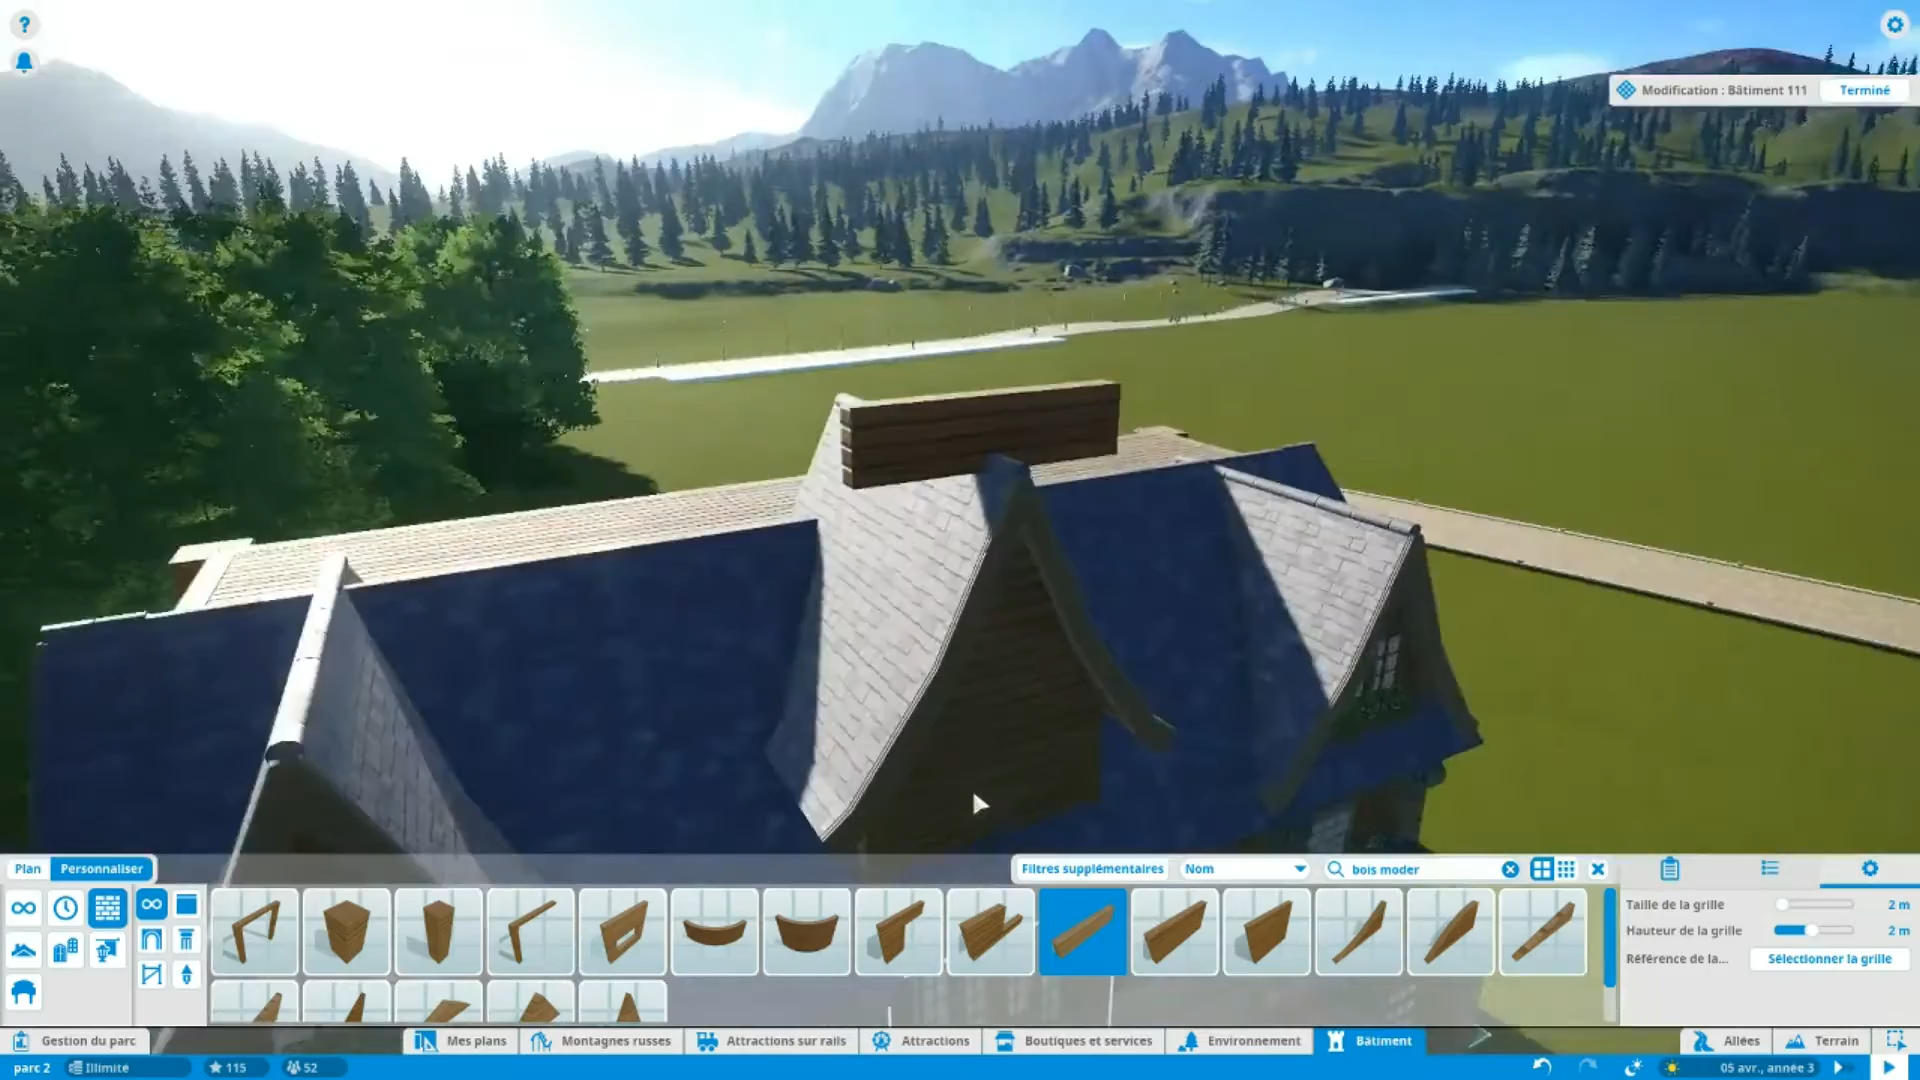 ?
Modification : Bâtiment 111
Terminé
Plan
Personnaliser
Filtres supplémentaires
Nom
bois moder
Taille de la grille
2 m
Hauteur de la grille
2 m
Référence de la...
Sélectionner la grille
Gestion du parc
Mes plans
Montagnes russes
Attractions sur rails
Attractions
Boutiques et services
Environnement
Bâtiment
Allées
Terrain
parc 2
Illimité
115
52
05 avr., année 3